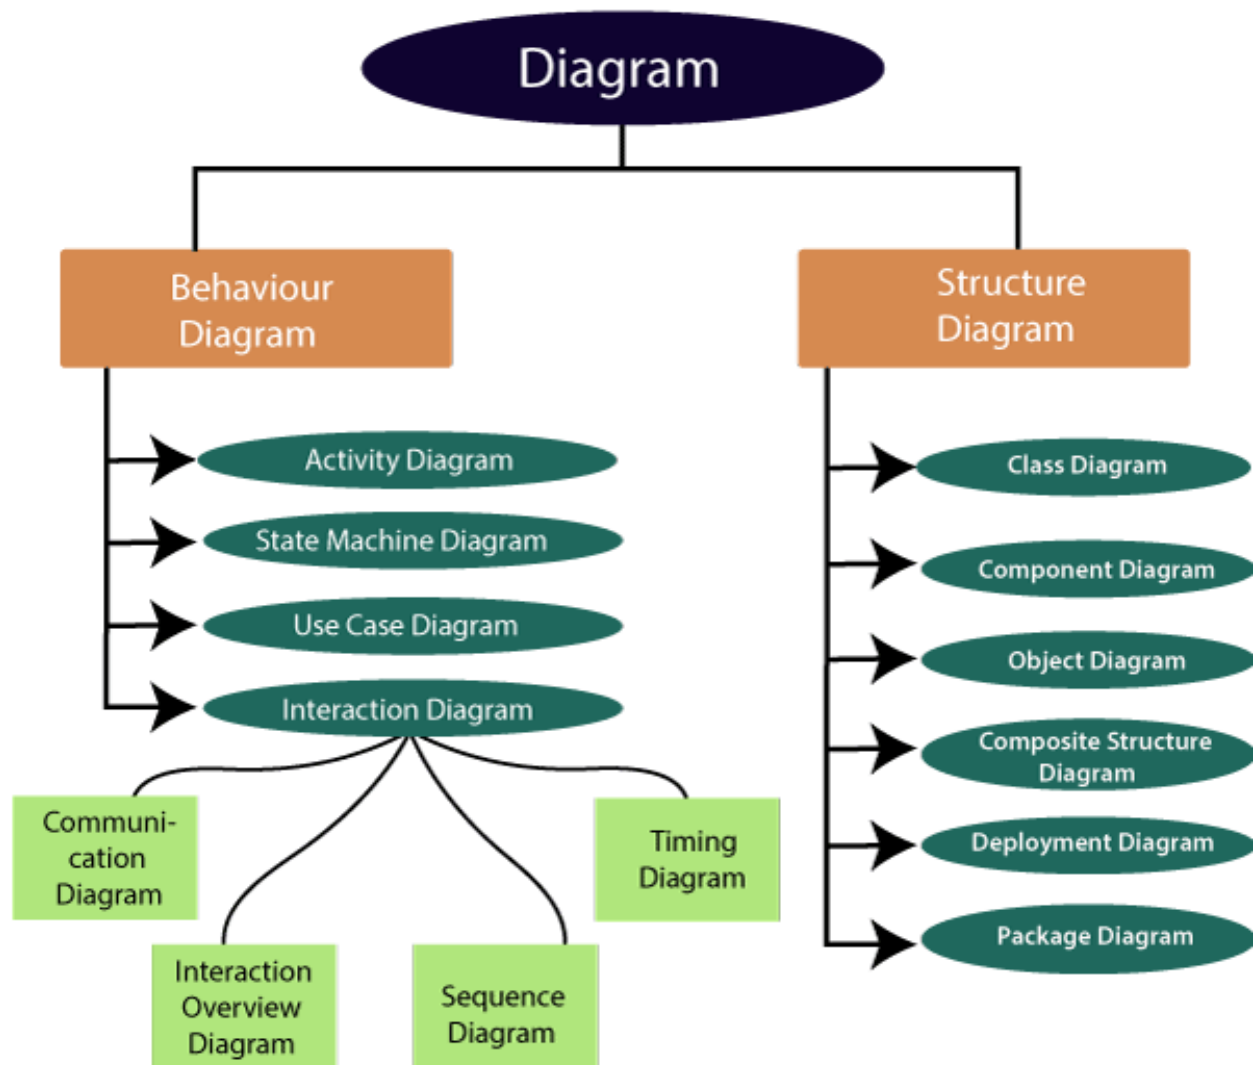 Diagram
Behaviour
Diagram
Structure
Diagram
Activity Diagram
State Machine Diagram
Use Case Diagram
Interaction Diagram
Communi-
cation
Diagram
Interaction
Overview
Diagram
Sequence
Diagram
Timing
Diagram
Class Diagram
Component Diagram
Object Diagram
Composite Structure
Diagram
Deployment Diagram
Package Diagram